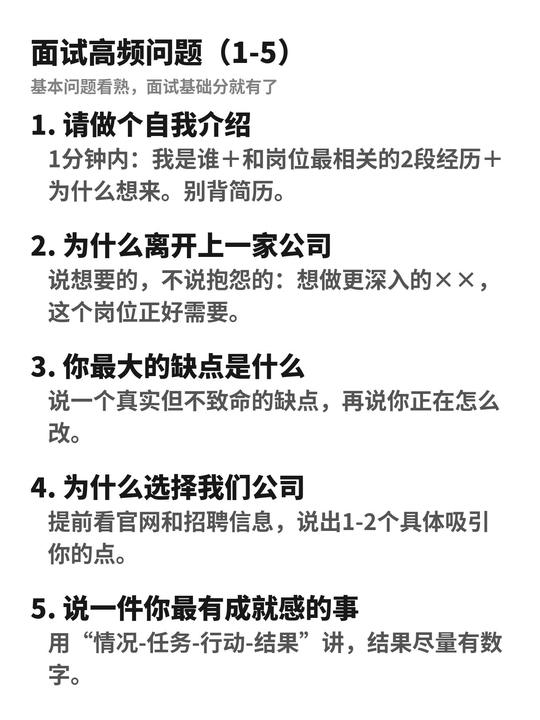 面试高频问题（1-5）
基本问题看熟，面试基础分就有了
1. 请做个自我介绍
1分钟内：我是谁＋和岗位最相关的2段经历＋
为什么想来。别背简历。
2. 为什么离开上一家公司
说想要的，不说抱怨的：想做更深入的××，
这个岗位正好需要。
3. 你最大的缺点是什么
说一个真实但不致命的缺点，再说你正在怎么
改。
4. 为什么选择我们公司
提前看官网和招聘信息，说出1-2个具体吸引
你的点。
5. 说一件你最有成就感的事
用“情况-任务-行动-结果”讲，结果尽量有数
字。